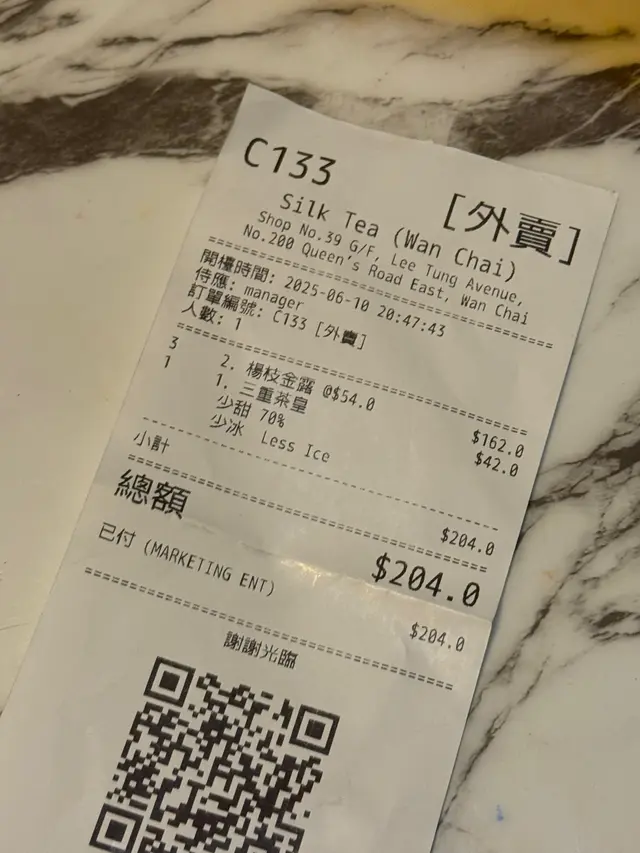 C133
[外賣]
Silk Tea (Wan Chai)
Shop No.39 G/F, Lee Tung Avenue,
No.200 Queen's Road East, Wan Chai
開檯時間: 2025-06-10 20:47:43
侍應: manager
訂單編號: C133 [外賣]
人數: 1
3 2. 楊枝金露 @$54.0 $162.0
1 1. 三重茶皇 $42.0
少甜 70%
少冰 Less Ice
小計 $204.0
總額 $204.0
已付 (MARKETING ENT) $204.0
謝謝光臨